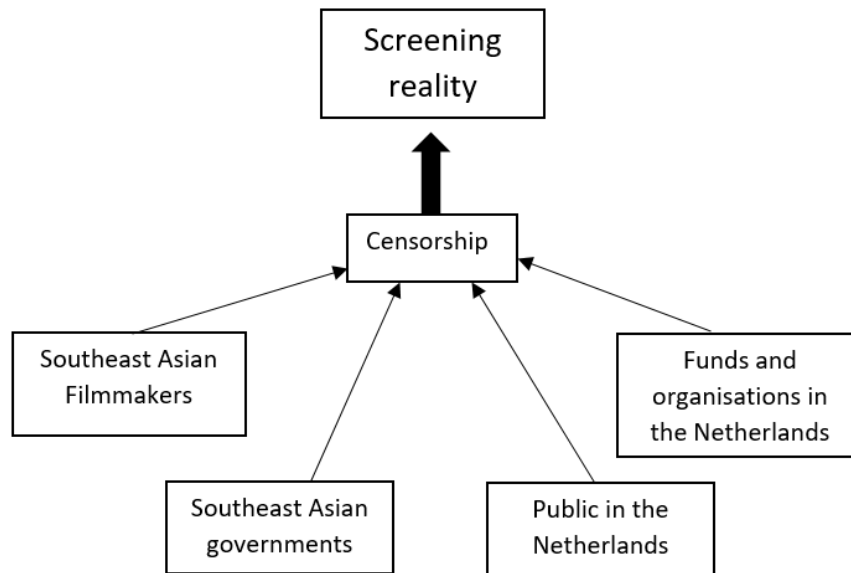 Screening
reality
Censorship
Southeast Asian
Filmmakers
Funds and
organisations in
the Netherlands
Southeast Asian
governments
Public in the
Netherlands